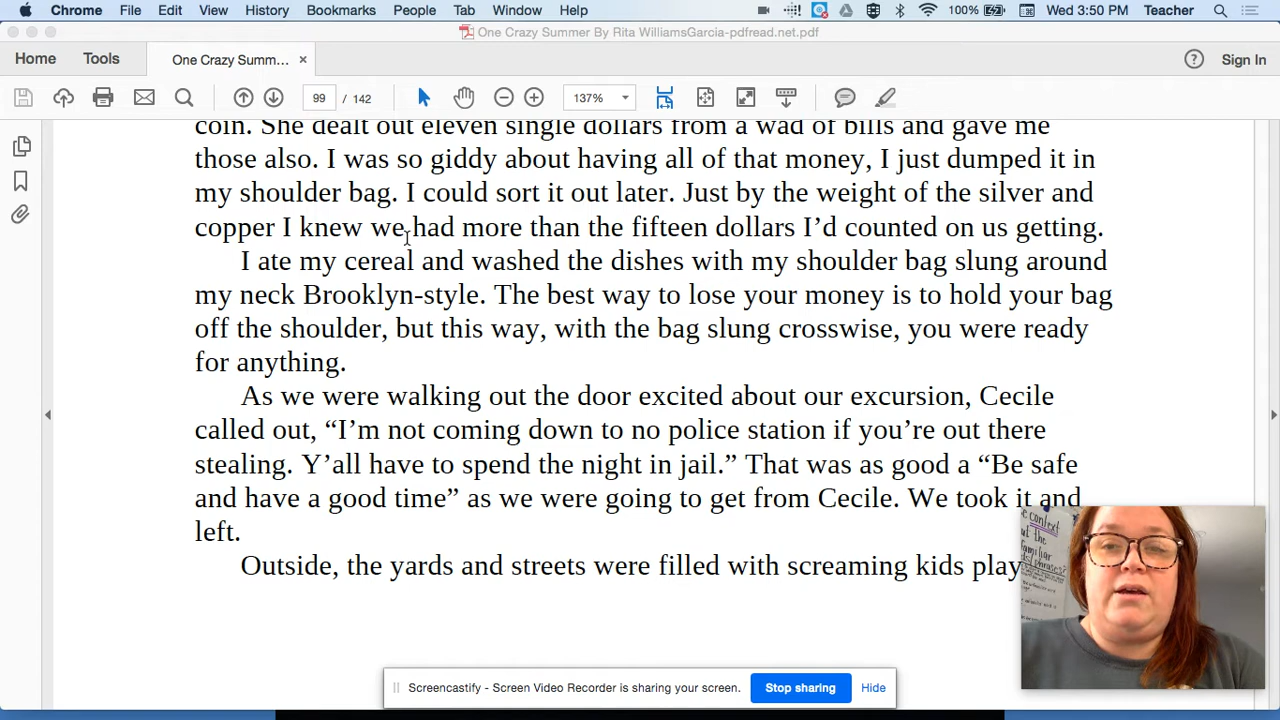 Chrome File Edit View History Bookmarks People Tab Window Help 100% Wed 3:50 PM Teacher
One Crazy Summer By Rita WilliamsGarcia-pdfread.net.pdf
Home Tools One Crazy Summ... × Sign In
99 / 142 137%
coin. She dealt out eleven single dollars from a wad of bills and gave me
those also. I was so giddy about having all of that money, I just dumped it in
my shoulder bag. I could sort it out later. Just by the weight of the silver and
copper I knew we had more than the fifteen dollars I’d counted on us getting.
I ate my cereal and washed the dishes with my shoulder bag slung around
my neck Brooklyn-style. The best way to lose your money is to hold your bag
off the shoulder, but this way, with the bag slung crosswise, you were ready
for anything.
As we were walking out the door excited about our excursion, Cecile
called out, “I’m not coming down to no police station if you’re out there
stealing. Y’all have to spend the night in jail.” That was as good a “Be safe
and have a good time” as we were going to get from Cecile. We took it and
left.
Outside, the yards and streets were filled with screaming kids play
context
Screencastify - Screen Video Recorder is sharing your screen. Stop sharing Hide